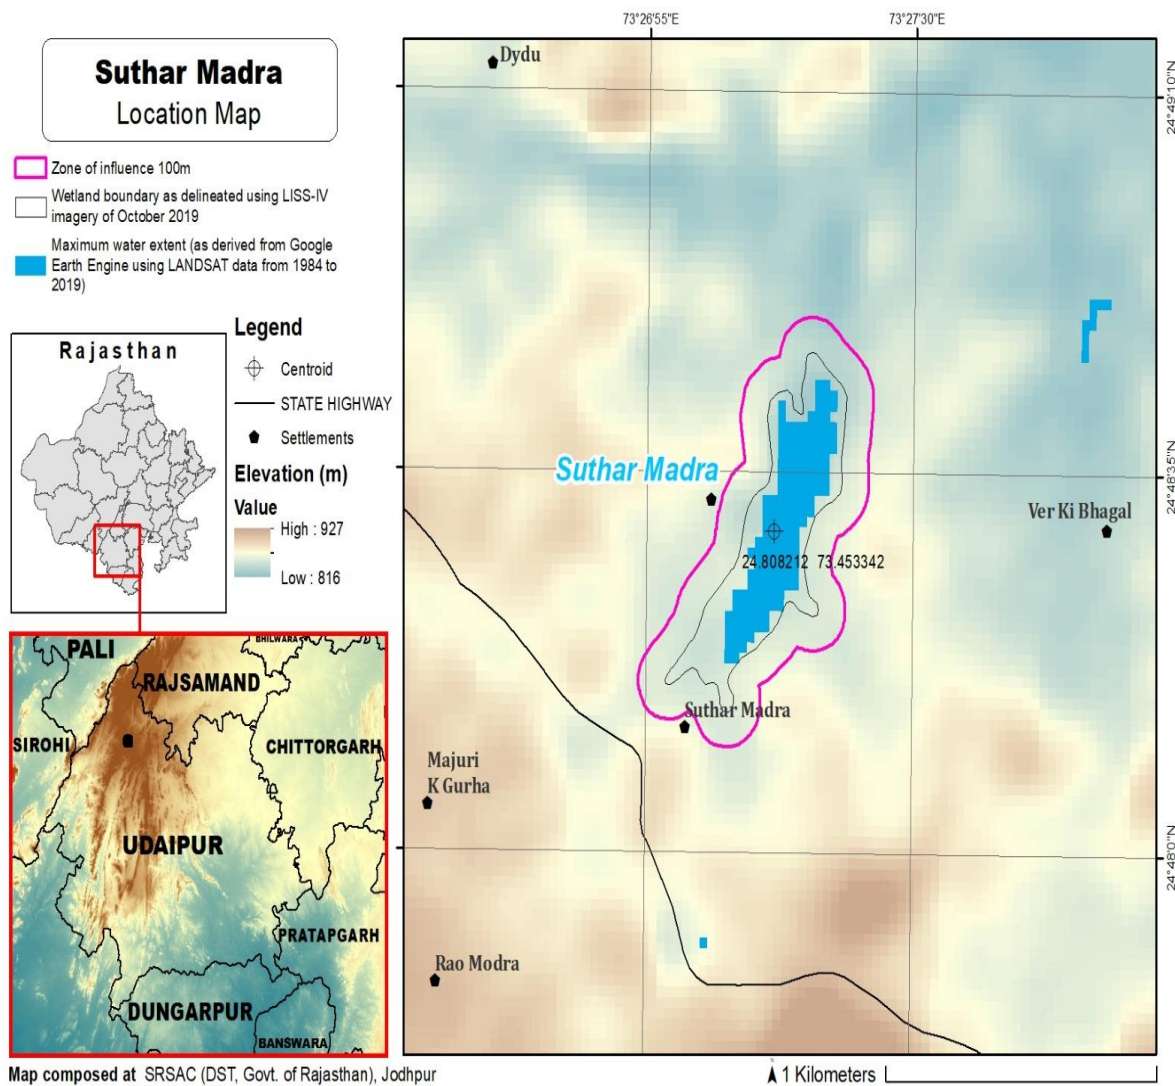 73°26'55"E
73°27'30"E
Suthar Madra
Location Map
Zone of influence 100m
Wetland boundary as delineated using LISS-IV
imagery of October 2019
Maximum water extent (as derived from Google
Earth Engine using LANDSAT data from 1984 to
2019)
Rajasthan
Legend
Centroid
STATE HIGHWAY
Settlements
Elevation (m)
Value
High : 927
Low : 816
PALI
BHILWARA
RAJSAMAND
SIROHI
CHITTORGARH
UDAIPUR
PRATAPGARH
DUNGARPUR
BANSWARA
Dydu
24°49'10"N
Suthar Madra
24°48'35"N
Ver Ki Bhagal
24.808212 73.453342
Suthar Madra
Majuri
K Gurha
24°48'0"N
Rao Modra
Map composed at SRSAC (DST, Govt. of Rajasthan), Jodhpur
N
1 Kilometers